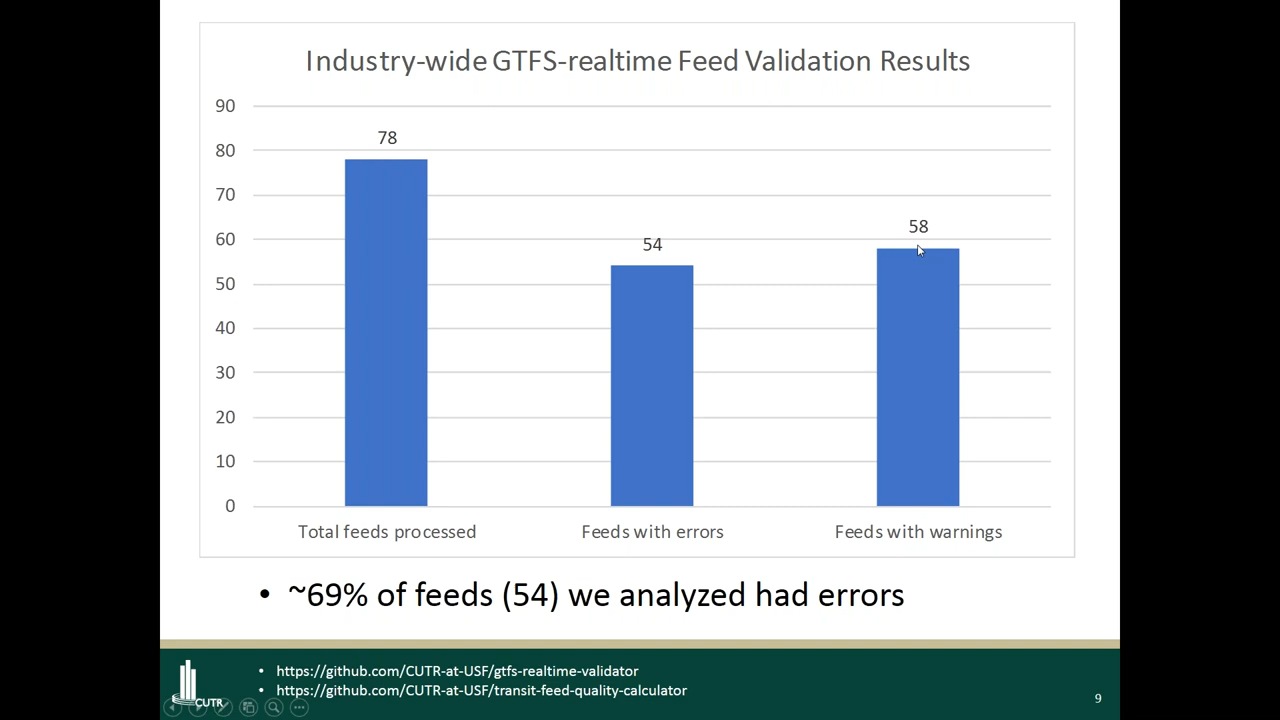 Industry-wide GTFS-realtime Feed Validation Results
90
80
70
60
50
40
30
20
10
0
78
54
58
Total feeds processed
Feeds with errors
Feeds with warnings
• ~69% of feeds (54) we analyzed had errors
• https://github.com/CUTR-at-USF/gtfs-realtime-validator
• https://github.com/CUTR-at-USF/transit-feed-quality-calculator
CUTR
9